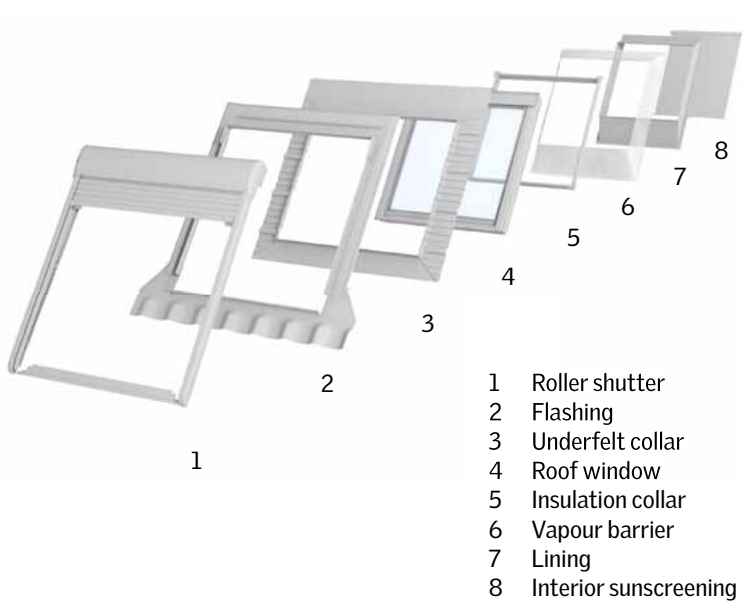 8
7
6
5
4
3
2
1
1 Roller shutter
2 Flashing
3 Underfelt collar
4 Roof window
5 Insulation collar
6 Vapour barrier
7 Lining
8 Interior sunscreening